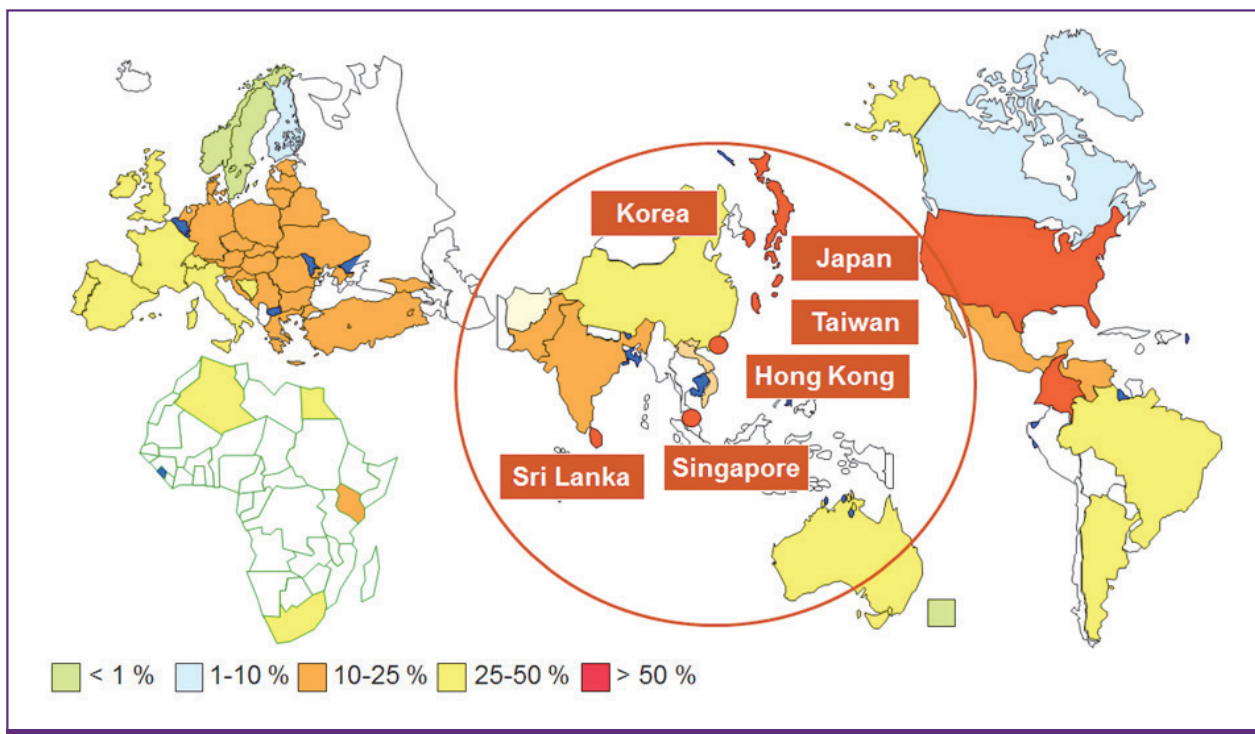 Korea
Japan
Taiwan
Hong Kong
Sri Lanka
Singapore
< 1 %
1-10 %
10-25 %
25-50 %
> 50 %